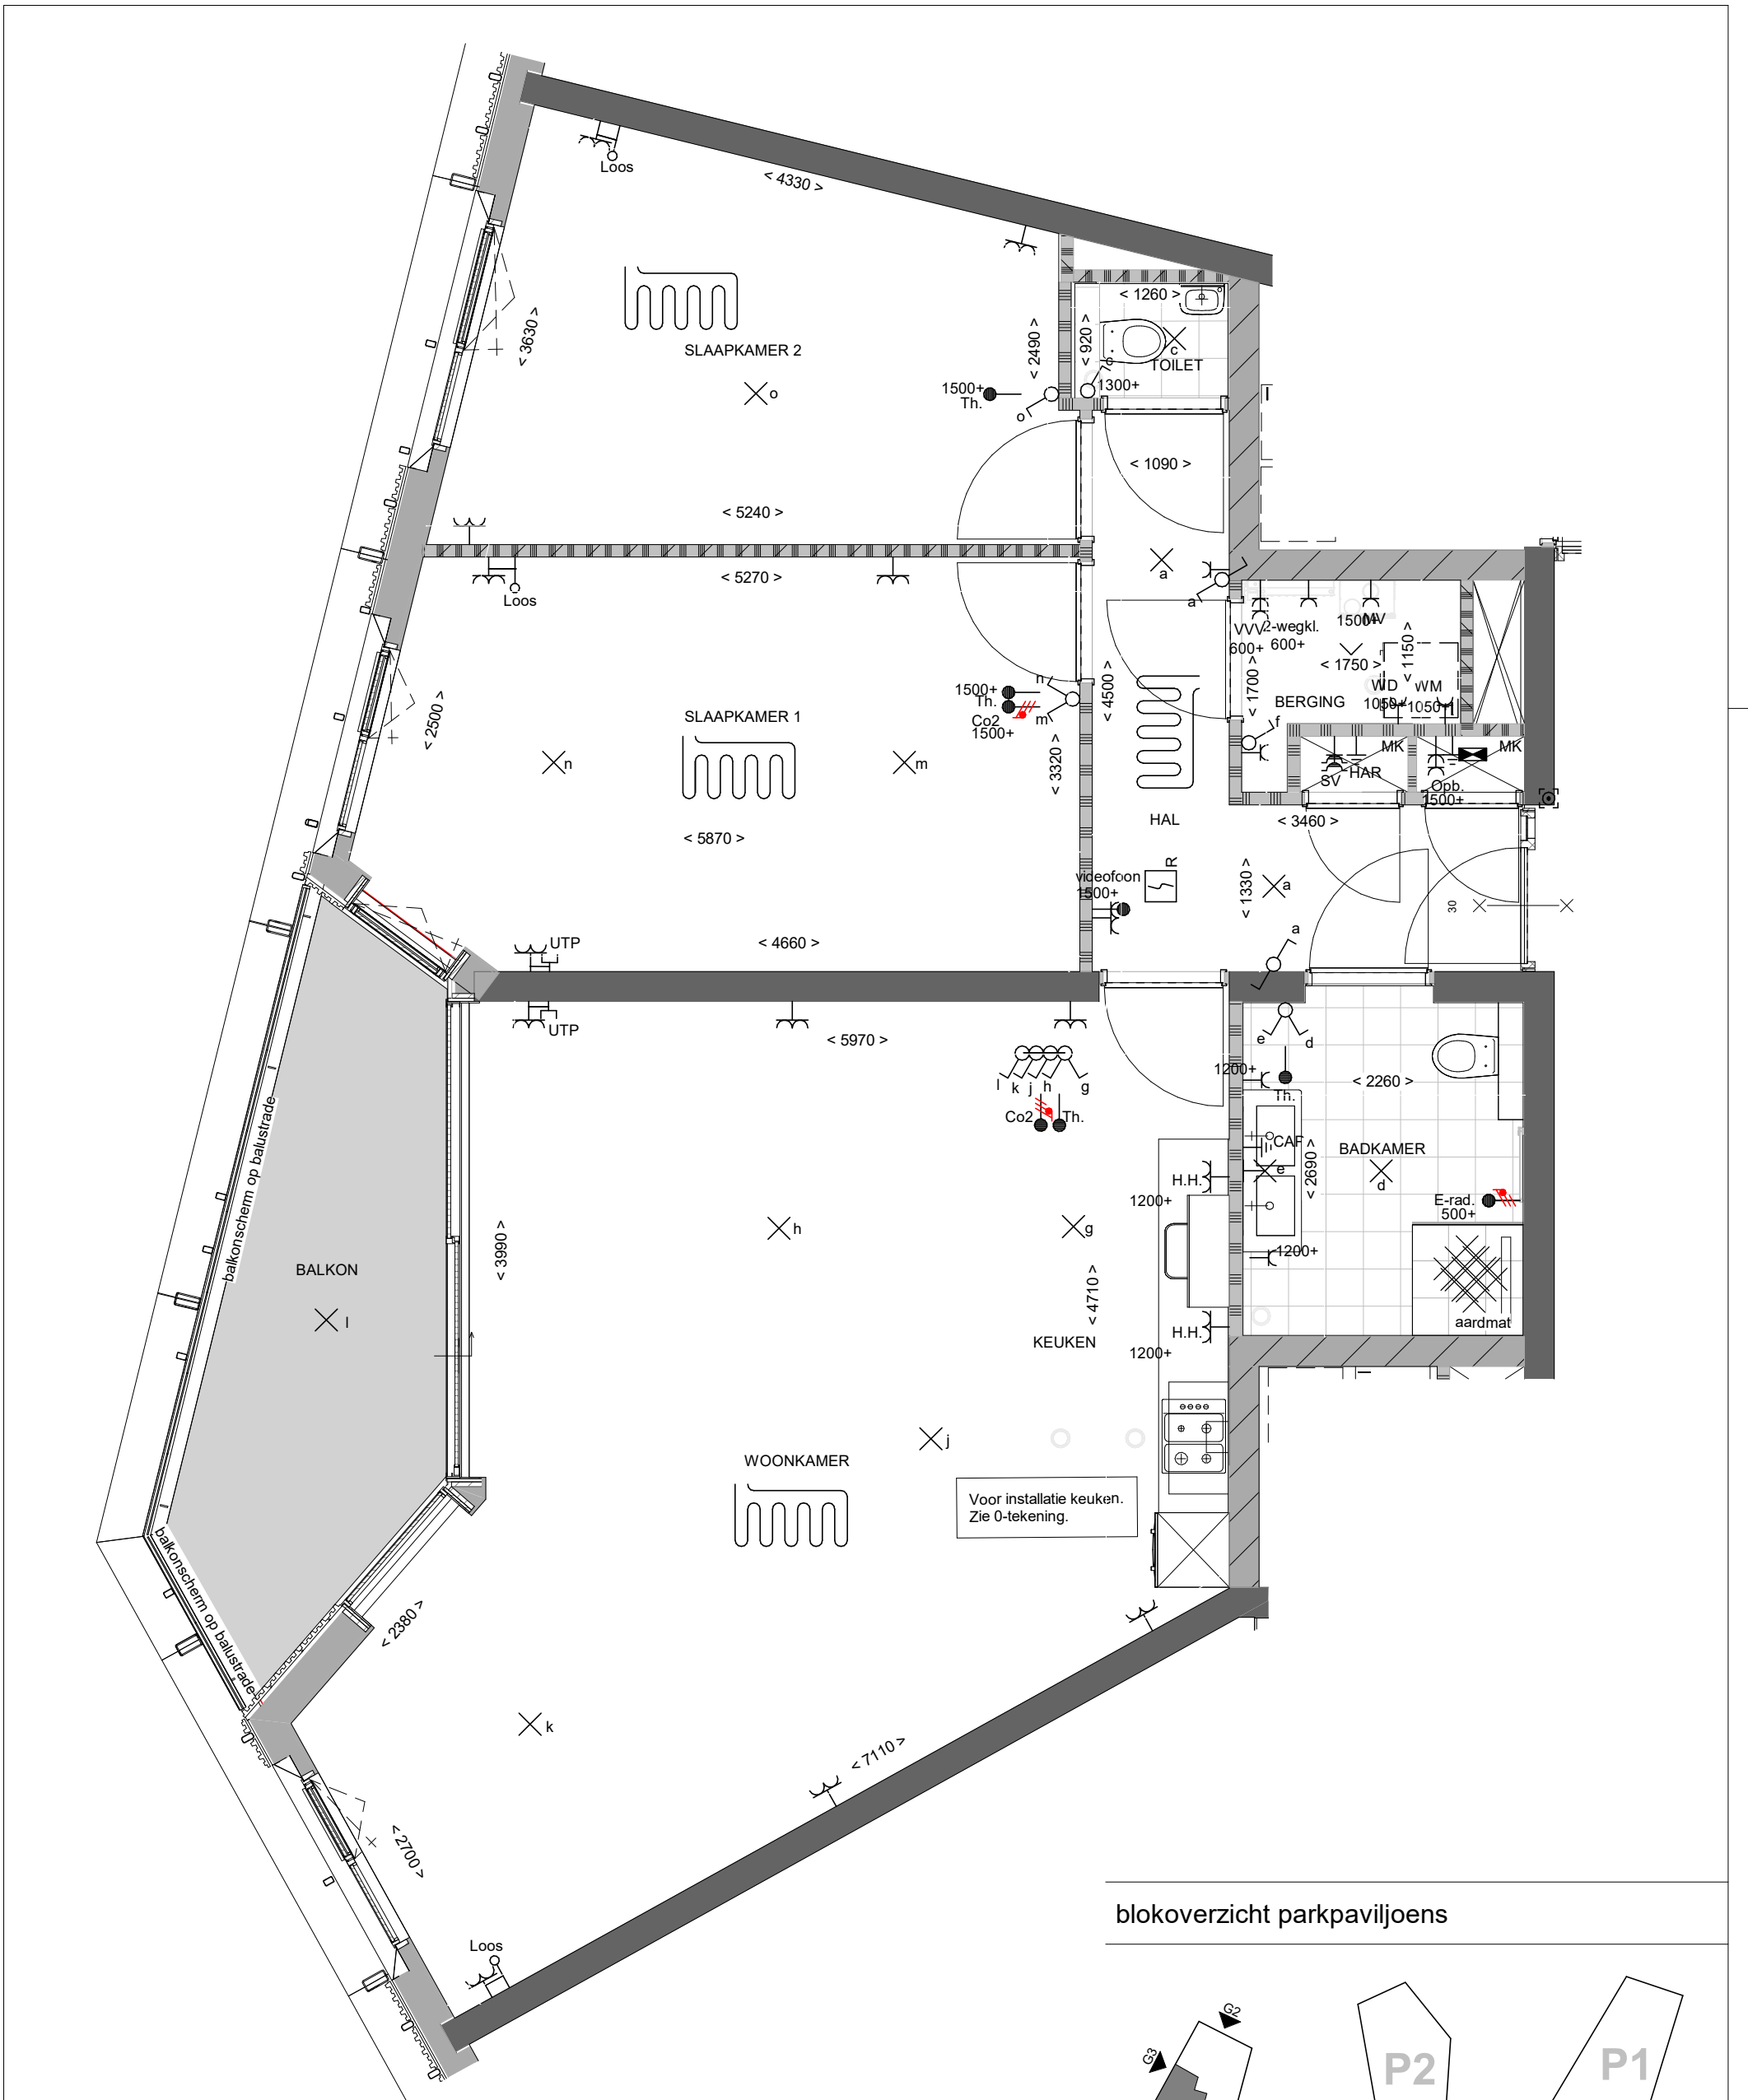 Loos
< 4330 >
< 3630 >
SLAAPKAMER 2
o
< 2490 >
< 920 >
< 1260 >
c
c
TOILET
1300+
1500+
Th.
o
< 1090 >
< 5240 >
< 5270 >
Loos
a
a
VVV
600+
2-wegkl.
600+
1500+
MV
< 1750 >
< 1150 >
< 1700 >
WD
1050+
WM
1050+
BERGING
f
MK
MK
SV
HAR
Opb.
1500+
< 2500 >
SLAAPKAMER 1
n
m
1500+
Th.
Co2
1500+
n
m
< 3320 >
< 4500 >
HAL
< 3460 >
< 5870 >
videofoon
1500+
R
< 1330 >
a
30
a
< 4660 >
UTP
UTP
< 5970 >
l
k
j
h
g
Co2
Th.
e
d
1200+
Th.
< 2260 >
CAF
e
< 2690 >
BADKAMER
d
E-rad.
500+
H.H.
1200+
1200+
aardmat
H.H.
1200+
balkonscherm op balustrade
BALKON
l
< 3990 >
h
g
< 4710 >
KEUKEN
j
WOONKAMER
Voor installatie keuken.
Zie 0-tekening.
balkonscherm op balustrade
< 2380 >
k
< 7110 >
< 2700 >
Loos
blokoverzicht parkpaviljoens
G2
G3
P2
P1